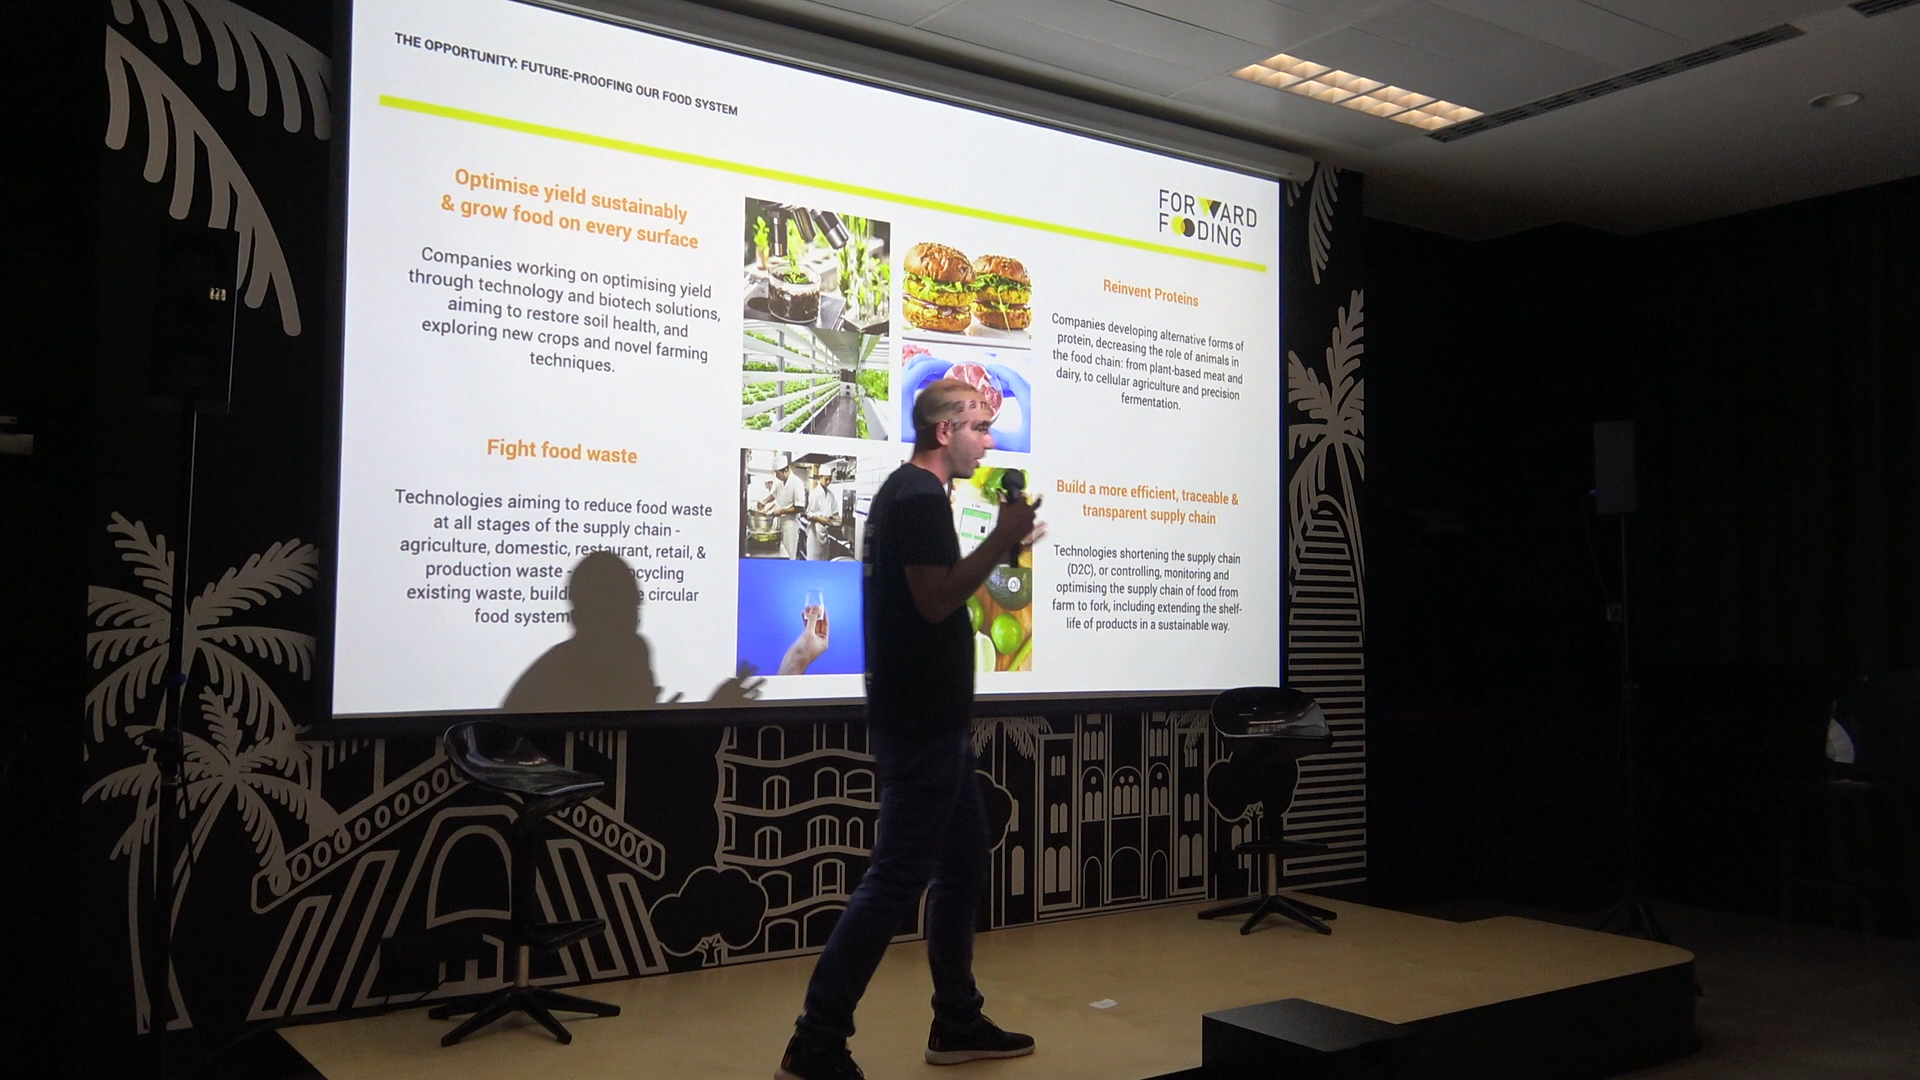 THE OPPORTUNITY: FUTURE-PROOFING OUR FOOD SYSTEM
FORWARD
FOODING
Optimise yield sustainably
& grow food on every surface
Companies working on optimising yield
through technology and biotech solutions,
aiming to restore soil health, and
exploring new crops and novel farming
techniques.
Reinvent Proteins
Companies developing alternative forms of
protein, decreasing the role of animals in
the food chain: from plant-based meat and
dairy, to cellular agriculture and precision
fermentation.
Fight food waste
Technologies aiming to reduce food waste
at all stages of the supply chain -
agriculture, domestic, restaurant, retail, &
production waste -
existing waste, circular
food system
Build a more efficient, traceable &
transparent supply chain
Technologies shortening the supply chain
(D2C), or controlling, monitoring and
optimising the supply chain of food from
farm to fork, including extending the shelf-
life of products in a sustainable way.